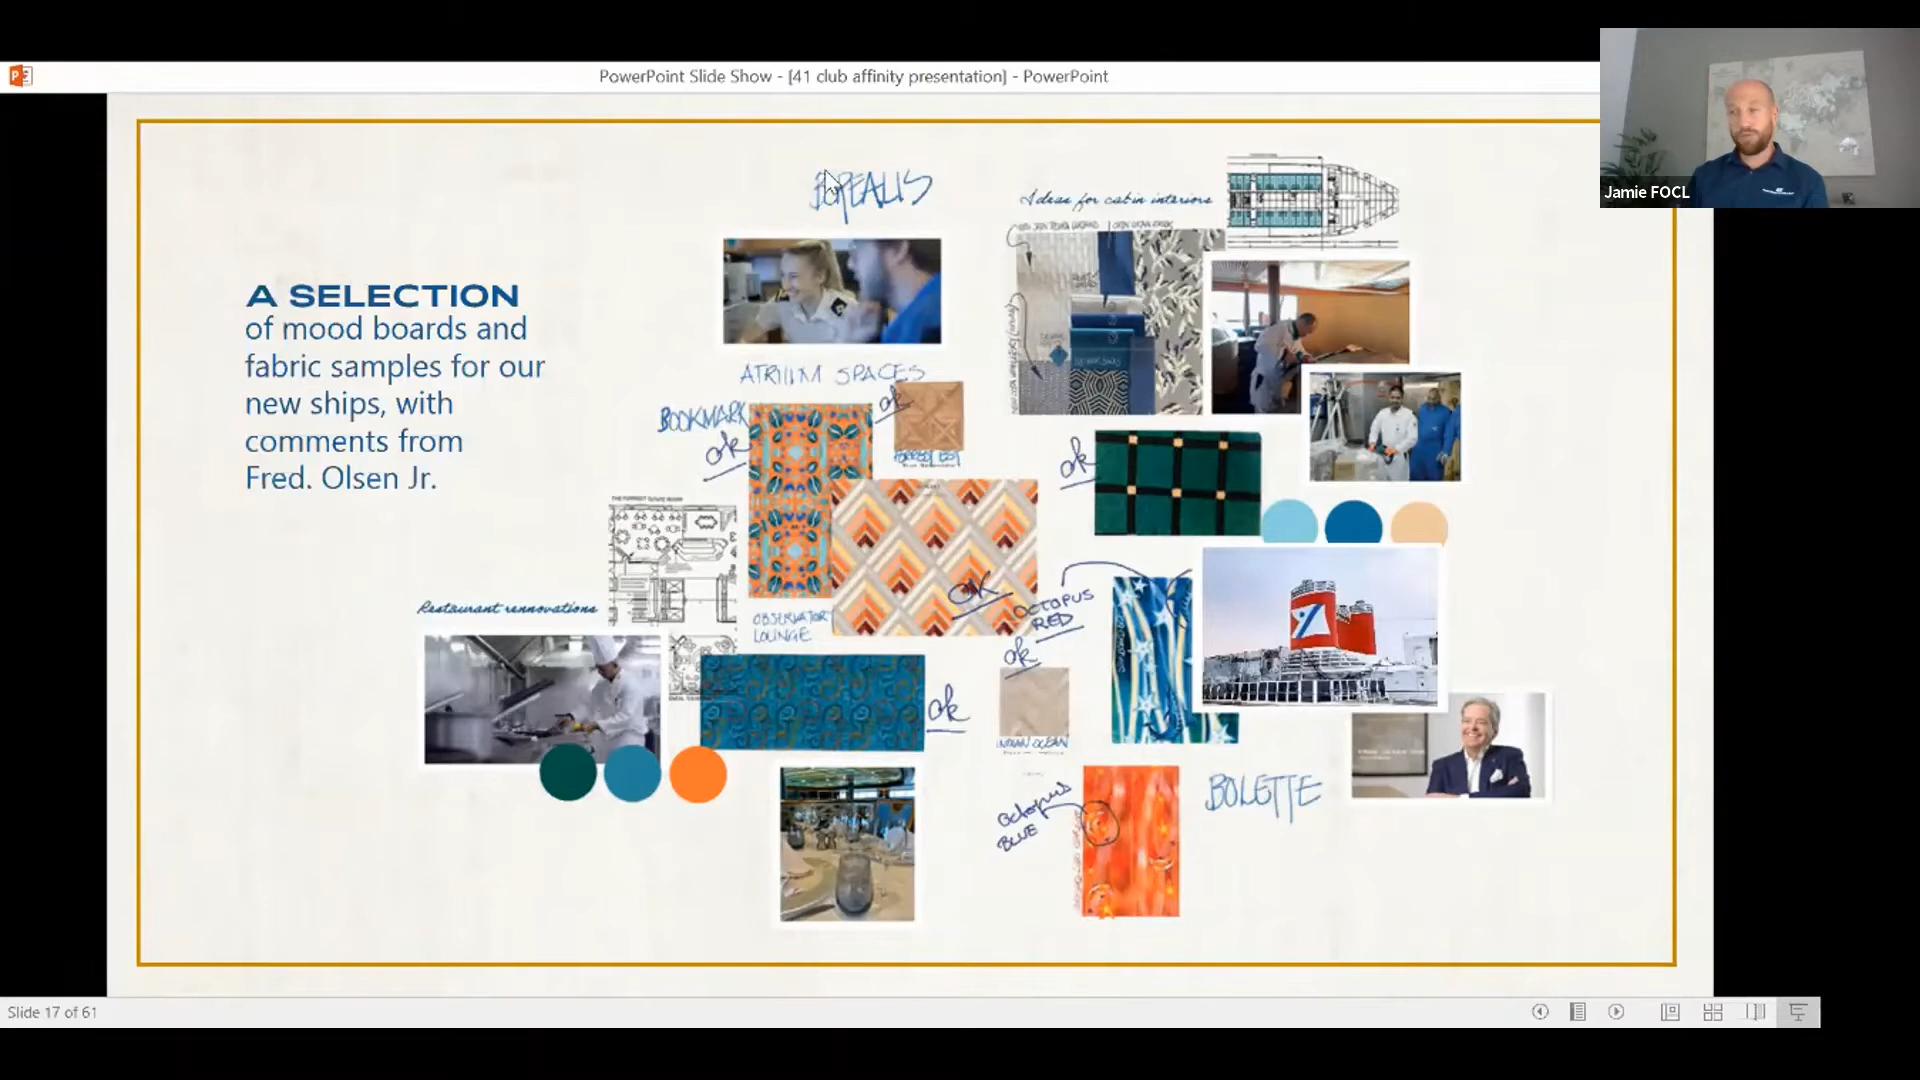 PowerPoint Slide Show - [41 club affinity presentation] - PowerPoint
Jamie FOCL
A SELECTION
of mood boards and
fabric samples for our
new ships, with
comments from
Fred. Olsen Jr.
BOREALIS
Ideas for cabin interiors
ATRIUM SPACES
BOOKMARK
ok
ok
ok
OBSERVATORY
LOUNGE
OK
OCTOPUS
RED
ok
Restaurant rennovations
ok
INDIAN OCEAN
Octopus
BLUE
BOLETTE
Slide 17 of 61